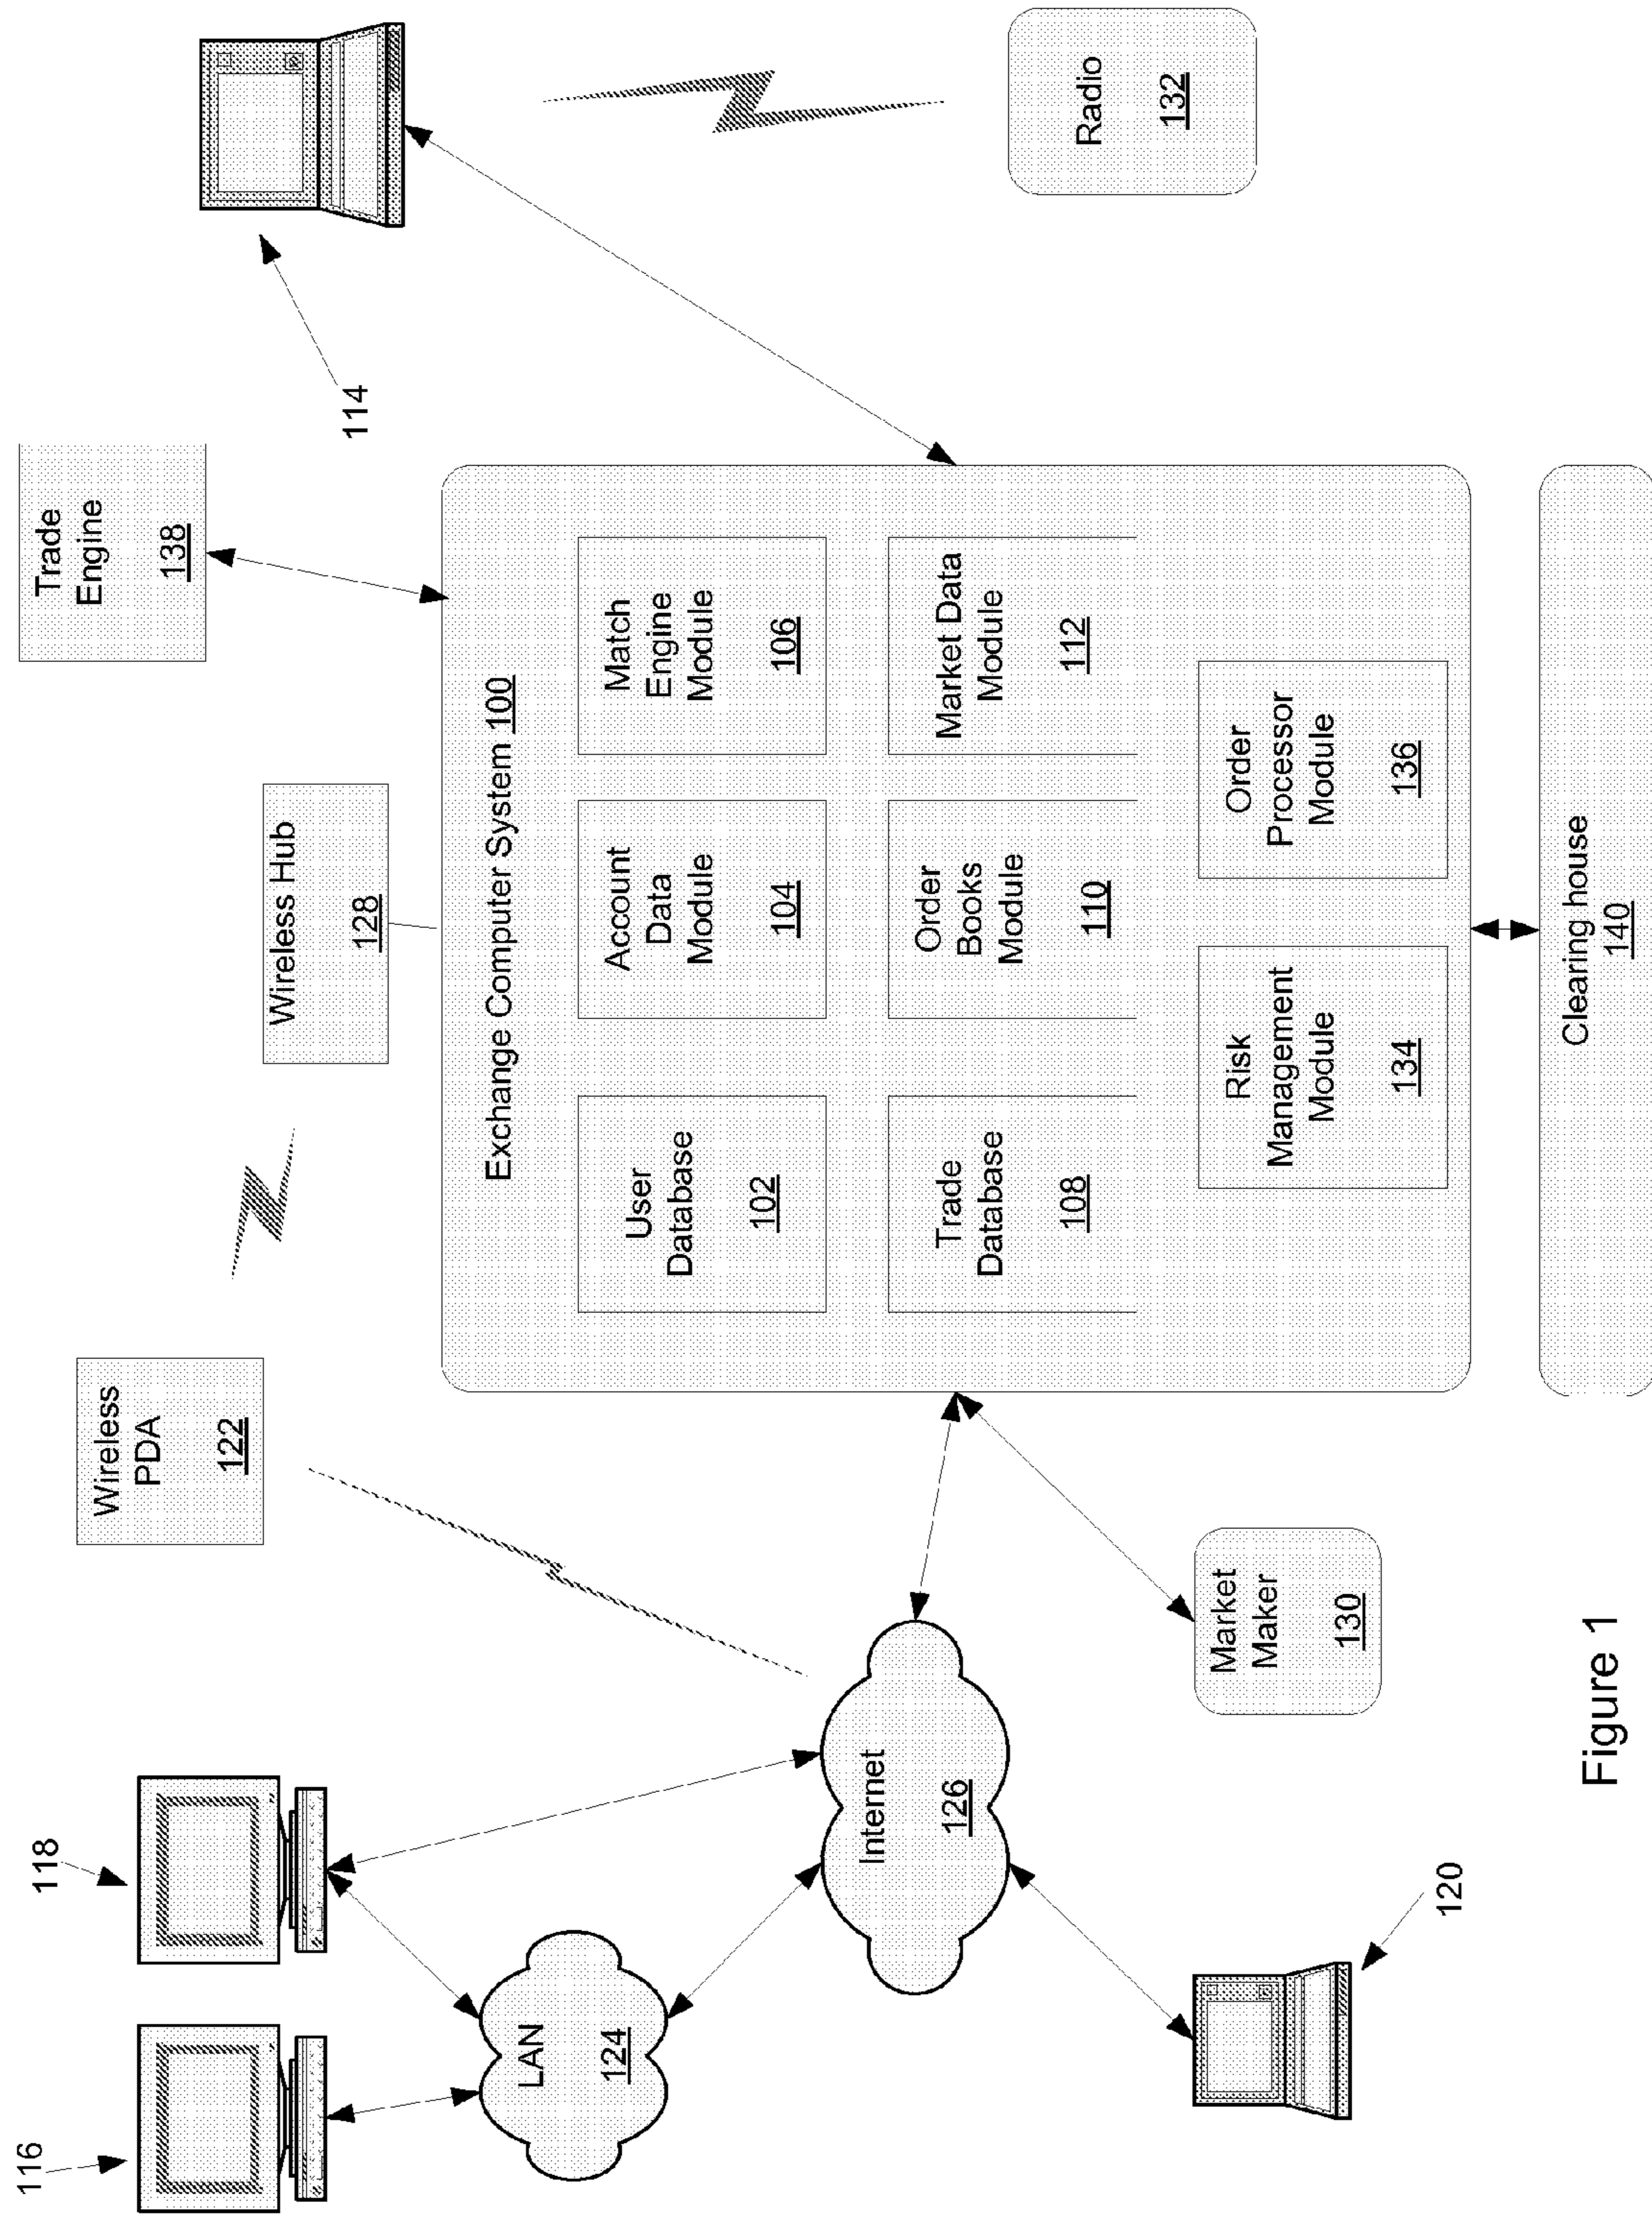 116
118
Wireless
PDA
122
Wireless Hub
128
Trade
Engine
138
114
LAN
124
Internet
126
120
Market
Maker
130
Exchange Computer System 100
User
Database
102
Account
Data
Module
104
Match
Engine
Module
106
Trade
Database
108
Order
Books
Module
110
Market Data
Module
112
Risk
Management
Module
134
Order
Processor
Module
136
Radio
132
Clearing house
140
Figure 1